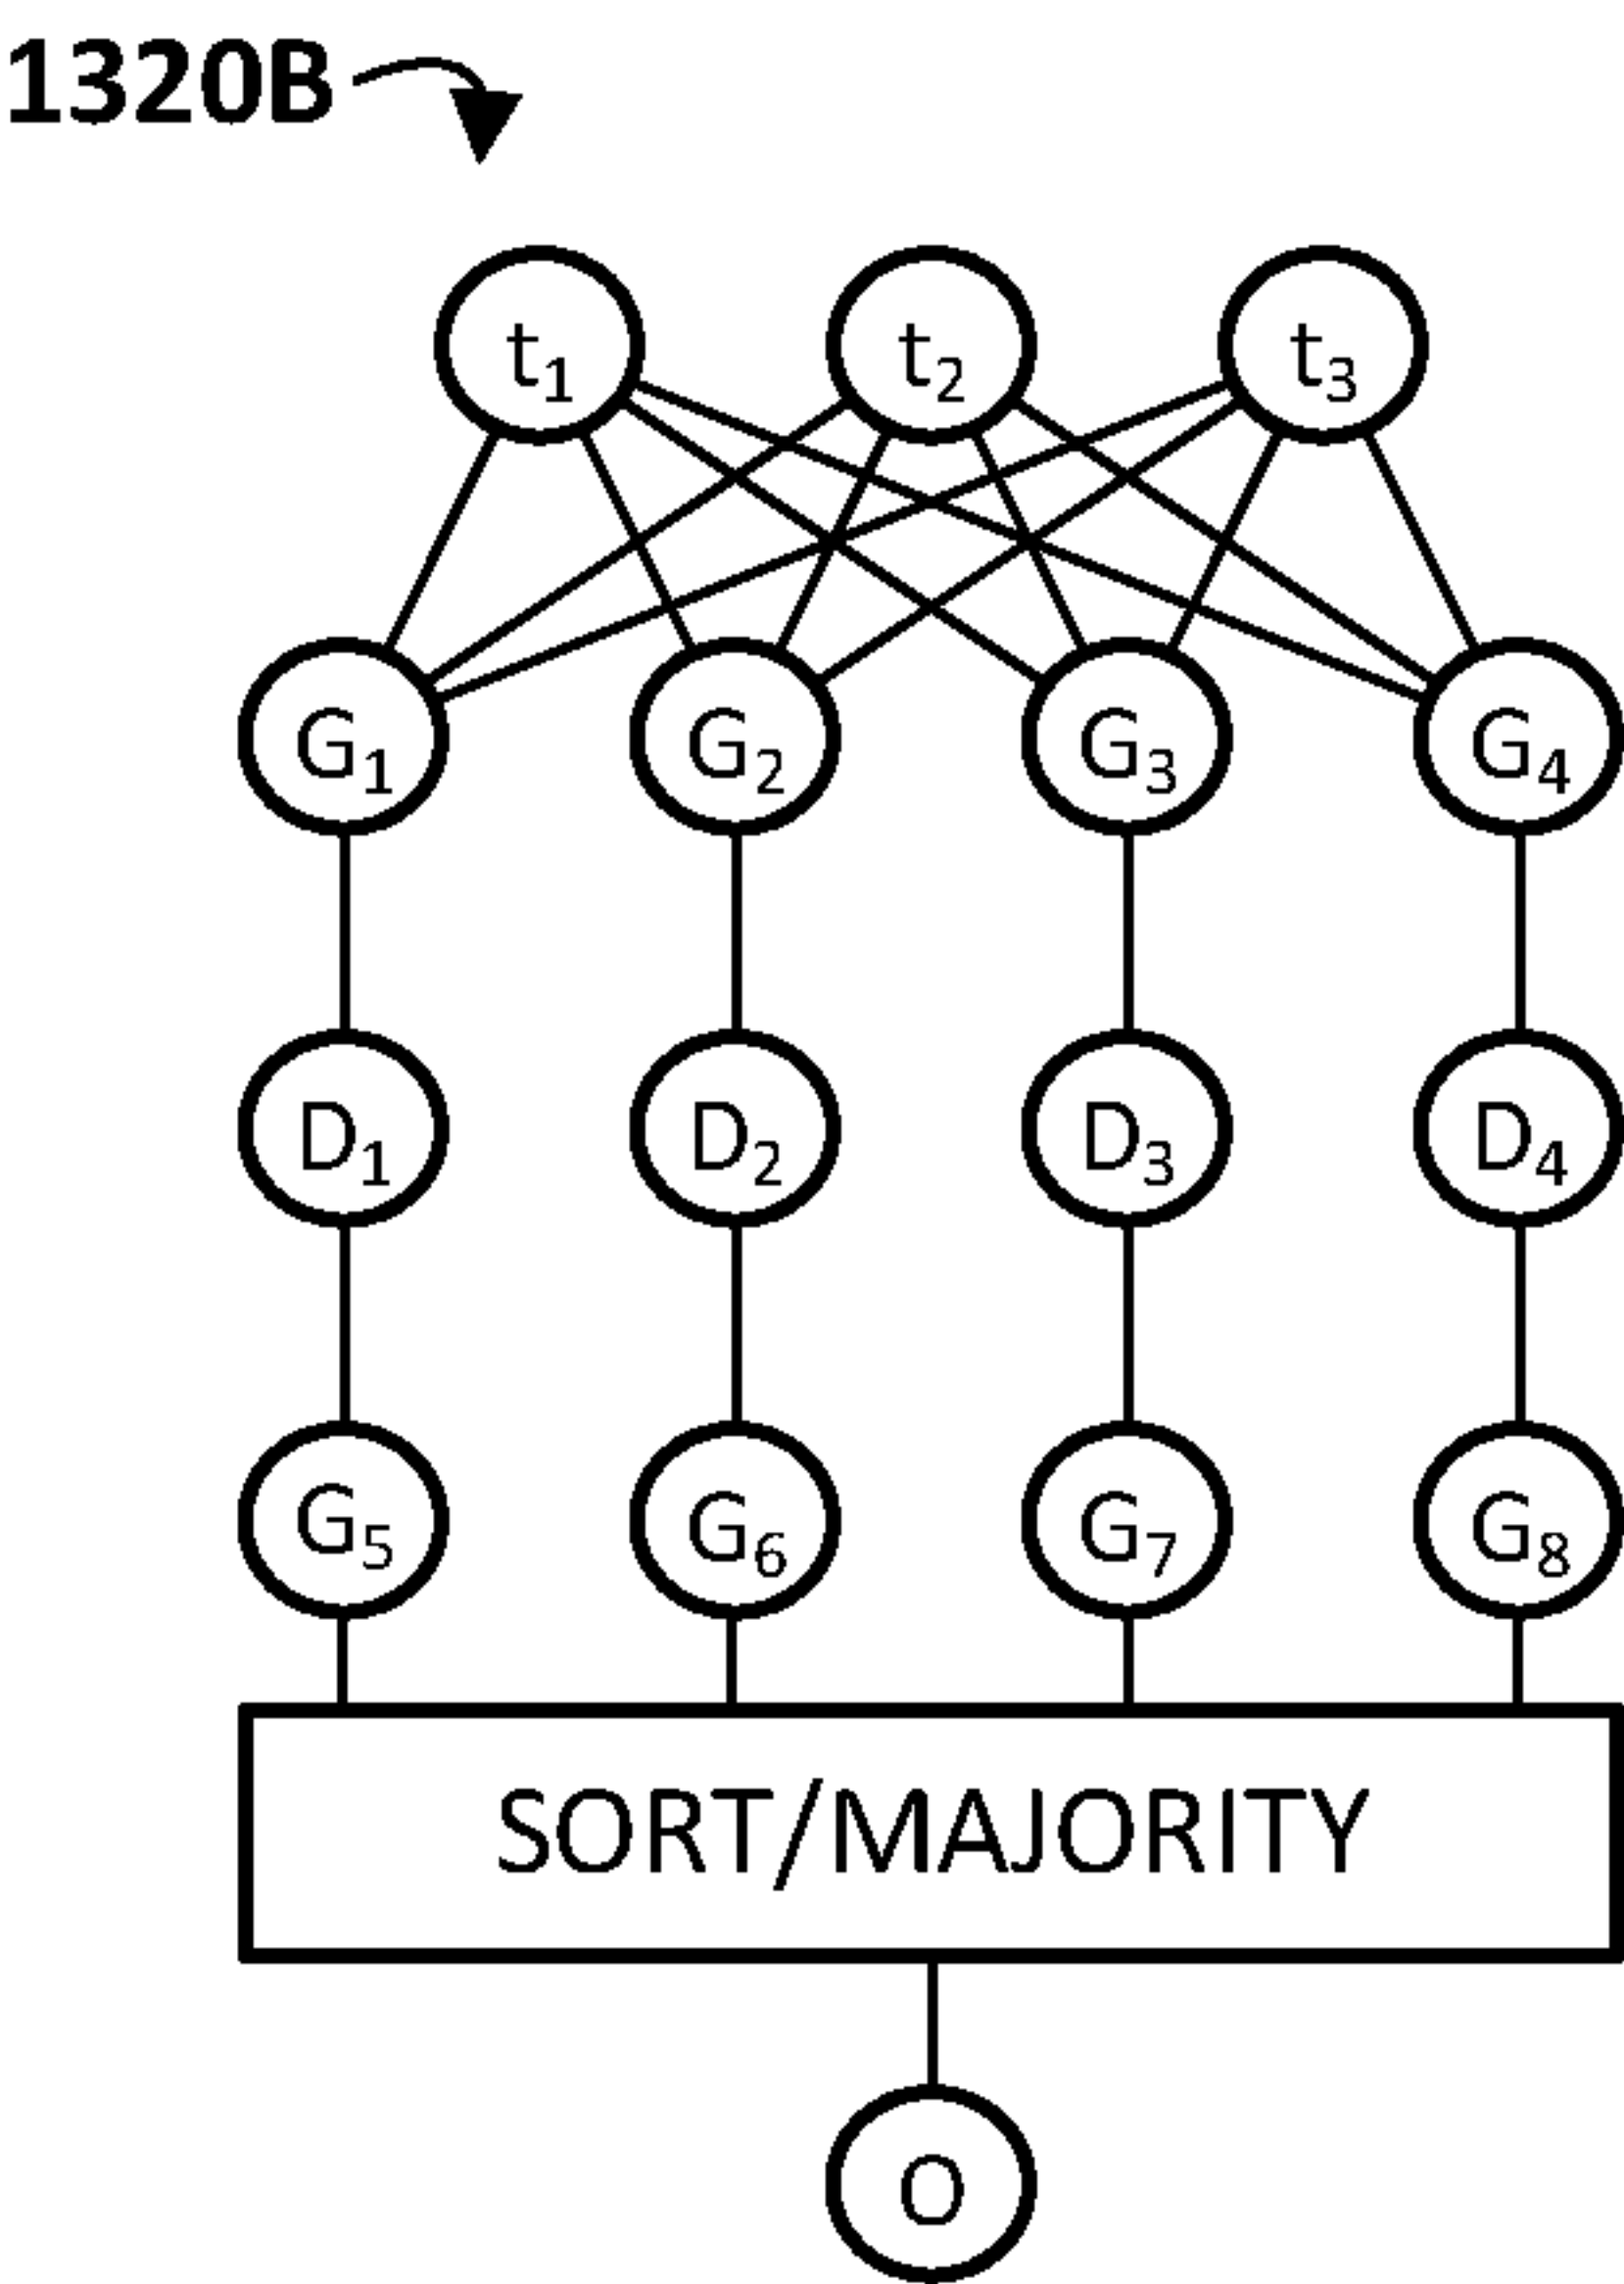 1320B
t1 t2 t3
G1 G2 G3 G4
D1 D2 D3 D4
G5 G6 G7 G8
SORT/MAJORITY
O